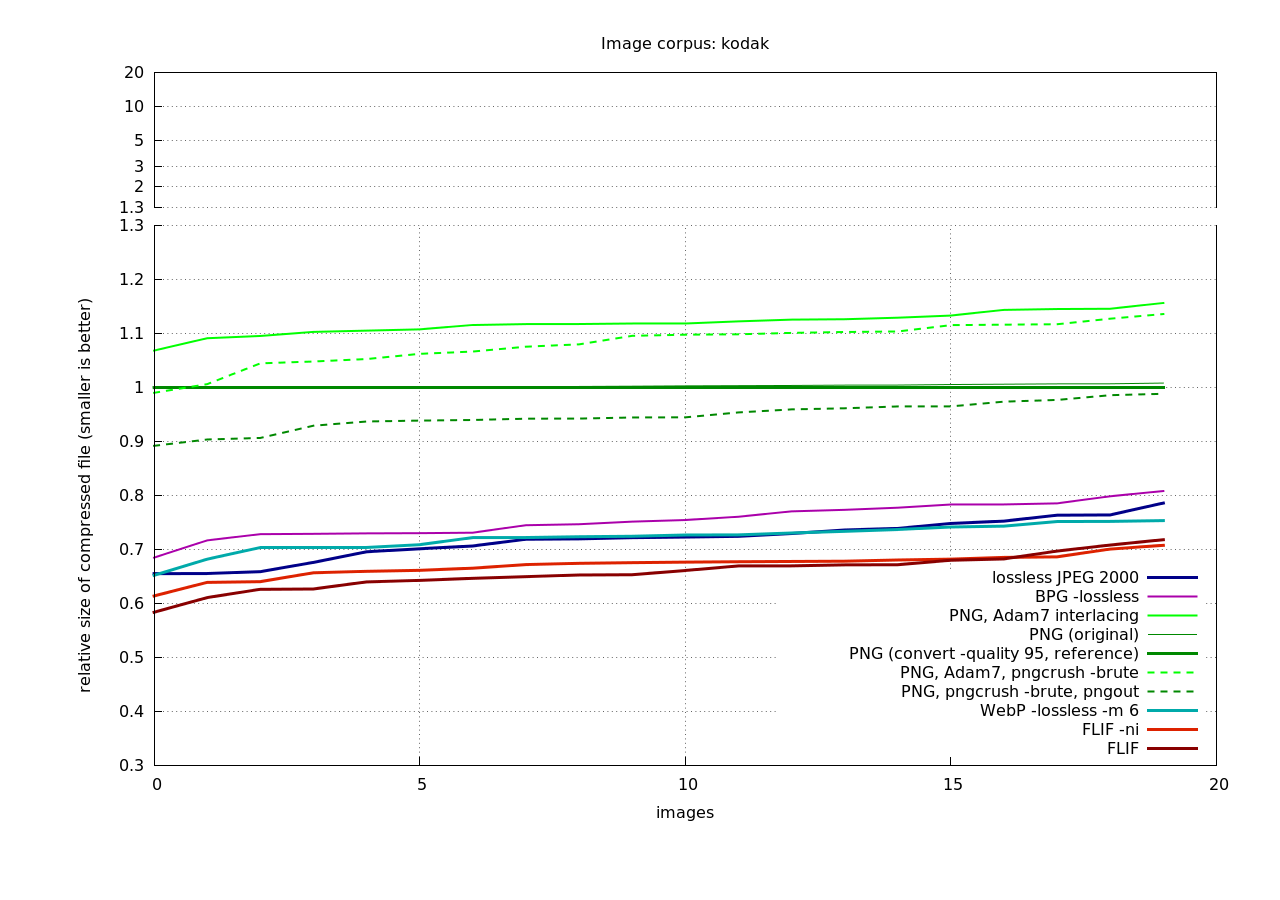 Image corpus: kodak
20
10
5
3
2
1.3
1.3
1.2
1.1
1
0.9
0.8
0.7
0.6
0.5
0.4
0.3
relative size of compressed file (smaller is better)
lossless JPEG 2000
BPG -lossless
PNG, Adam7 interlacing
PNG (original)
PNG (convert -quality 95, reference)
PNG, Adam7, pngcrush -brute
PNG, pngcrush -brute, pngout
WebP -lossless -m 6
FLIF -ni
FLIF
0 5 10 15 20
images